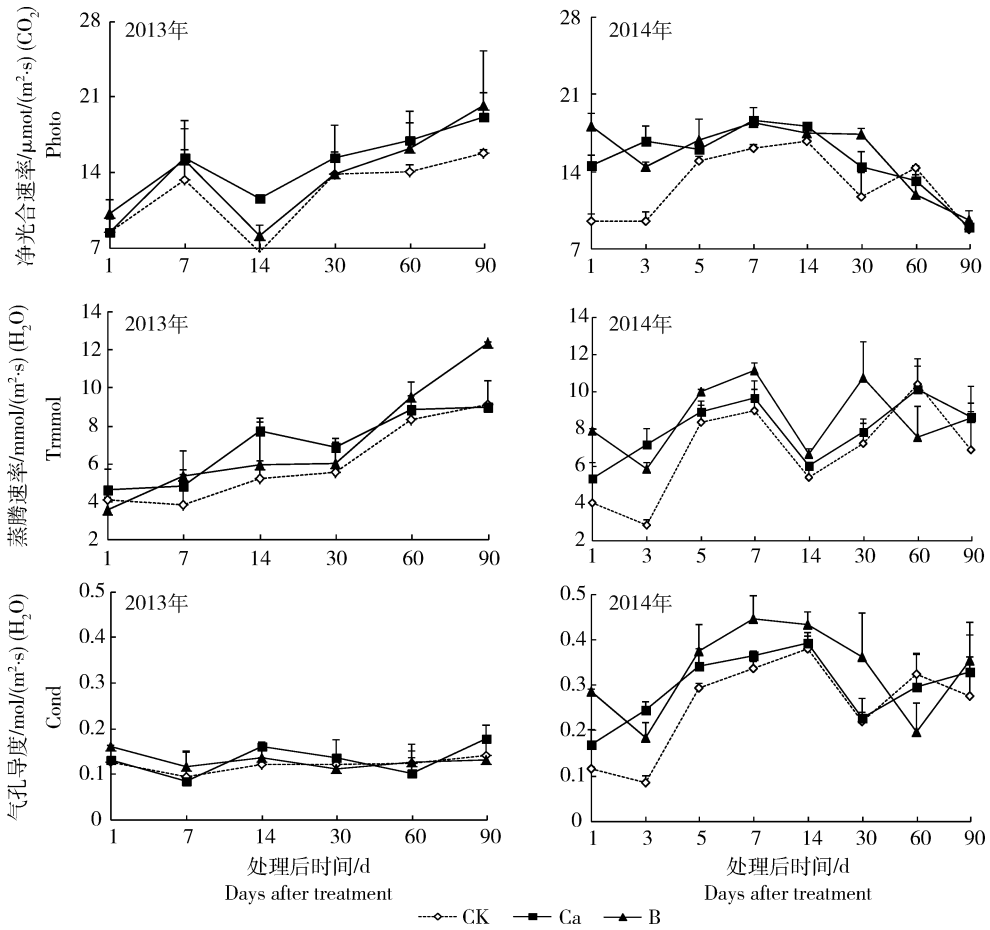 净光合速率/μmot/(m²·s) (CO₂)
Photo
28
21
14
7
2013年
1 7 14 30 60 90
28
21
14
7
2014年
1 3 5 7 14 30 60 90
蒸腾速率/mmol/(m²·s) (H₂O)
Trmmol
14
12
10
8
6
4
2
2013年
1 7 14 30 60 90
14
12
10
8
6
4
2
2014年
1 3 5 7 14 30 60 90
气孔导度/mol/(m²·s) (H₂O)
Cond
0.5
0.4
0.3
0.2
0.1
0
2013年
1 7 14 30 60 90
处理后时间/d
Days after treatment
0.5
0.4
0.3
0.2
0.1
0
2014年
1 3 5 7 14 30 60 90
处理后时间/d
Days after treatment
CK Ca B